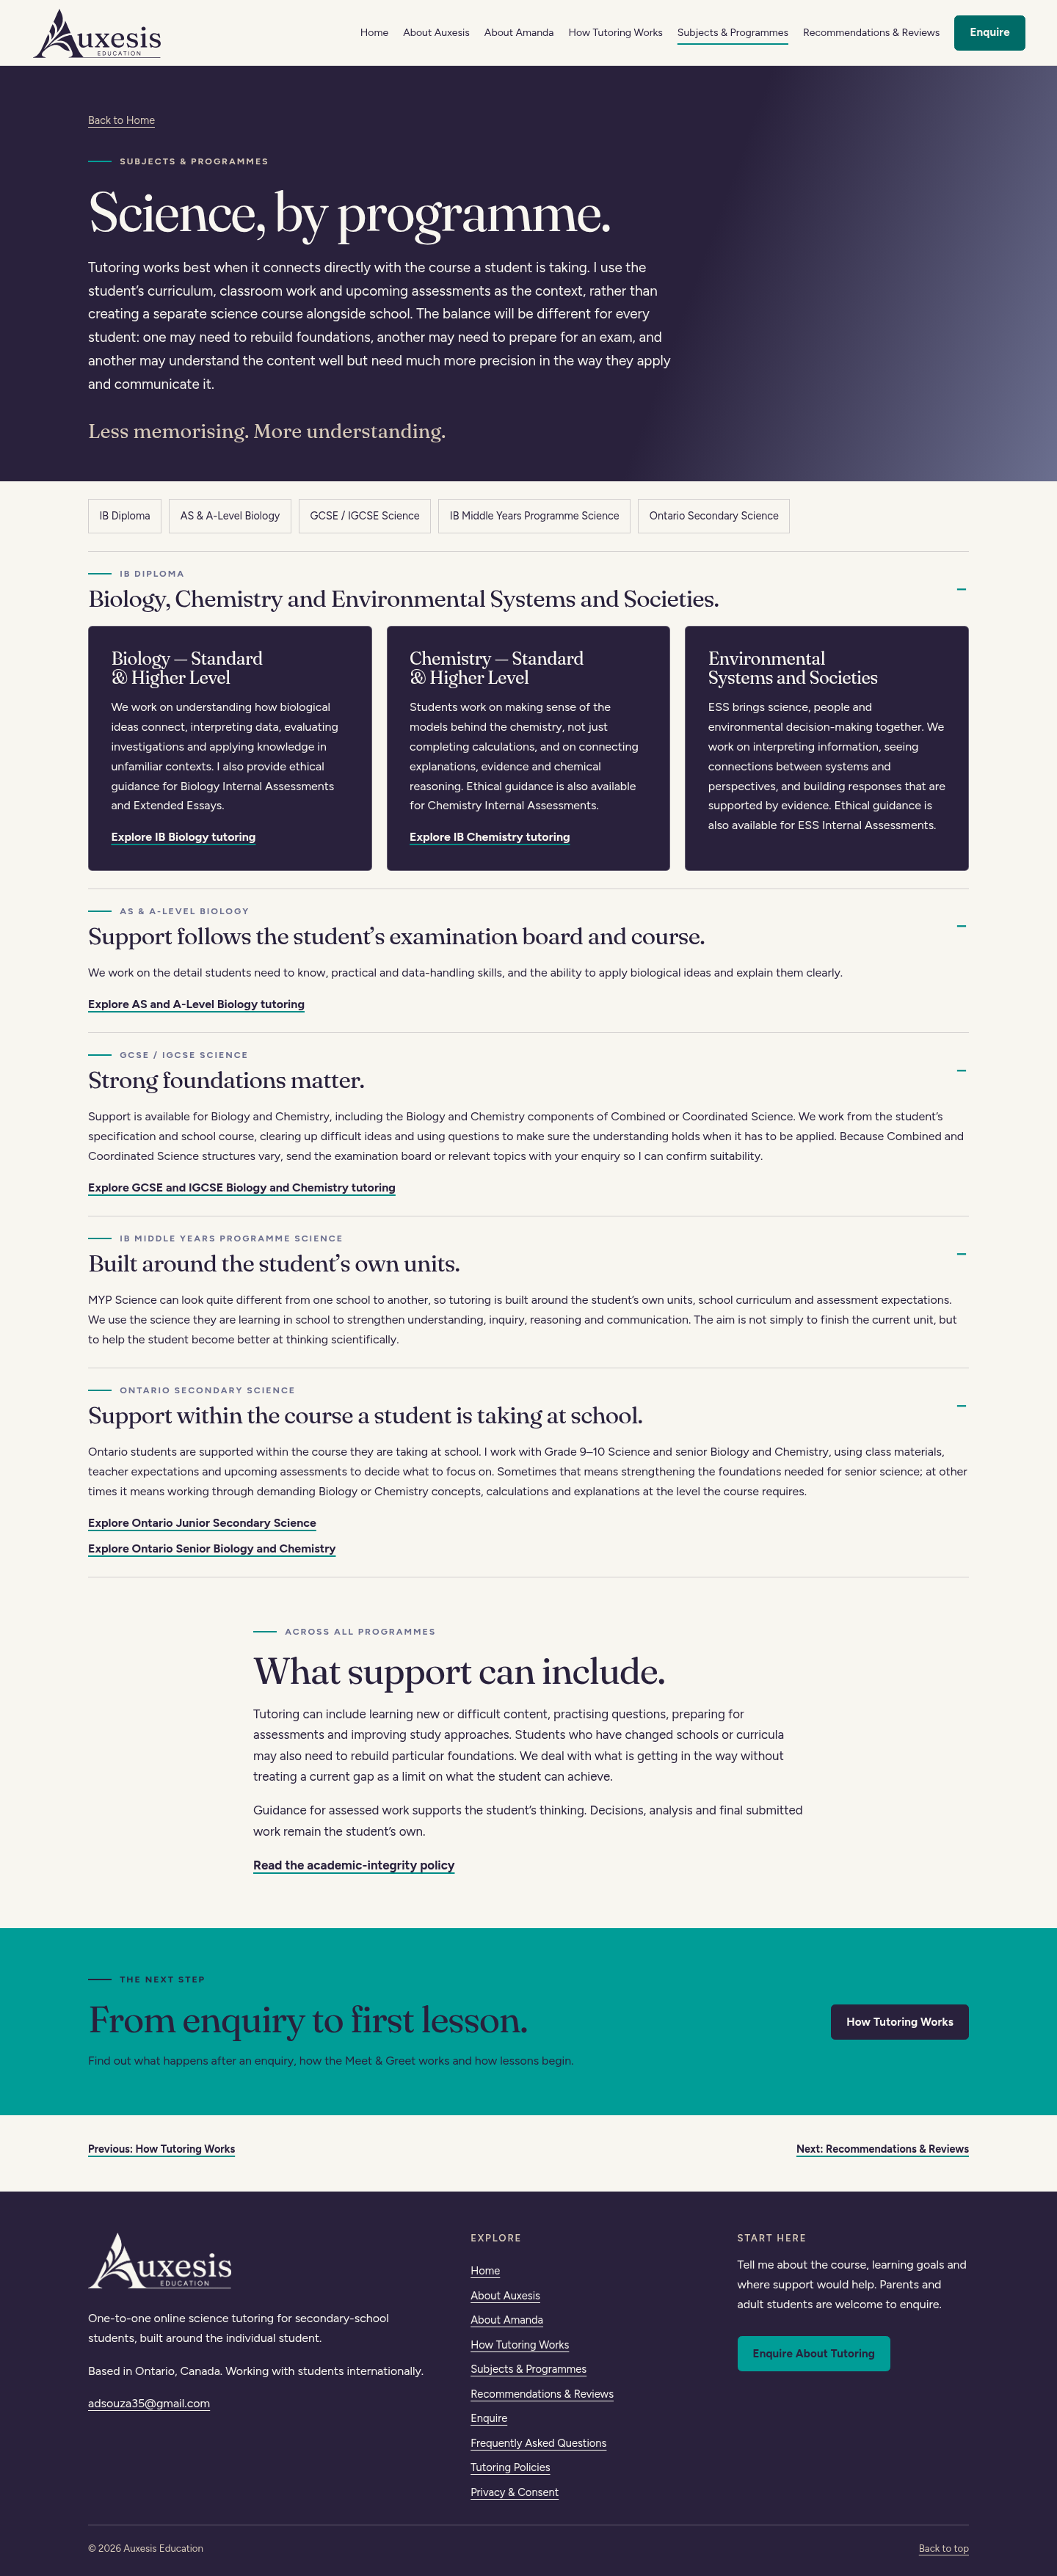 Auxesis
EDUCATION
Home
About Auxesis
About Amanda
How Tutoring Works
Subjects & Programmes
Recommendations & Reviews
Enquire
Back to Home
SUBJECTS & PROGRAMMES
Science, by programme.
Tutoring works best when it connects directly with the course a student is taking. I use the
student’s curriculum, classroom work and upcoming assessments as the context, rather than
creating a separate science course alongside school. The balance will be different for every
student: one may need to rebuild foundations, another may need to prepare for an exam, and
another may understand the content well but need much more precision in the way they apply
and communicate it.
Less memorising. More understanding.
IB Diploma
AS & A-Level Biology
GCSE / IGCSE Science
IB Middle Years Programme Science
Ontario Secondary Science
IB DIPLOMA
Biology, Chemistry and Environmental Systems and Societies.
Biology — Standard
& Higher Level
We work on understanding how biological
ideas connect, interpreting data, evaluating
investigations and applying knowledge in
unfamiliar contexts. I also provide ethical
guidance for Biology Internal Assessments
and Extended Essays.
Explore IB Biology tutoring
Chemistry — Standard
& Higher Level
Students work on making sense of the
models behind the chemistry, not just
completing calculations, and on connecting
explanations, evidence and chemical
reasoning. Ethical guidance is also available
for Chemistry Internal Assessments.
Explore IB Chemistry tutoring
Environmental
Systems and Societies
ESS brings science, people and
environmental decision-making together. We
work on interpreting information, seeing
connections between systems and
perspectives, and building responses that are
supported by evidence. Ethical guidance is
also available for ESS Internal Assessments.
AS & A-LEVEL BIOLOGY
Support follows the student’s examination board and course.
We work on the detail students need to know, practical and data-handling skills, and the ability to apply biological ideas and explain them clearly.
Explore AS and A-Level Biology tutoring
GCSE / IGCSE SCIENCE
Strong foundations matter.
Support is available for Biology and Chemistry, including the Biology and Chemistry components of Combined or Coordinated Science. We work from the student’s
specification and school course, clearing up difficult ideas and using questions to make sure the understanding holds when it has to be applied. Because Combined and
Coordinated Science structures vary, send the examination board or relevant topics with your enquiry so I can confirm suitability.
Explore GCSE and IGCSE Biology and Chemistry tutoring
IB MIDDLE YEARS PROGRAMME SCIENCE
Built around the student’s own units.
MYP Science can look quite different from one school to another, so tutoring is built around the student’s own units, school curriculum and assessment expectations.
We use the science they are learning in school to strengthen understanding, inquiry, reasoning and communication. The aim is not simply to finish the current unit, but
to help the student become better at thinking scientifically.
ONTARIO SECONDARY SCIENCE
Support within the course a student is taking at school.
Ontario students are supported within the course they are taking at school. I work with Grade 9–10 Science and senior Biology and Chemistry, using class materials,
teacher expectations and upcoming assessments to decide what to focus on. Sometimes that means strengthening the foundations needed for senior science; at other
times it means working through demanding Biology or Chemistry concepts, calculations and explanations at the level the course requires.
Explore Ontario Junior Secondary Science
Explore Ontario Senior Biology and Chemistry
ACROSS ALL PROGRAMMES
What support can include.
Tutoring can include learning new or difficult content, practising questions, preparing for
assessments and improving study approaches. Students who have changed schools or curricula
may also need to rebuild particular foundations. We deal with what is getting in the way without
treating a current gap as a limit on what the student can achieve.
Guidance for assessed work supports the student’s thinking. Decisions, analysis and final submitted
work remain the student’s own.
Read the academic-integrity policy
THE NEXT STEP
From enquiry to first lesson.
Find out what happens after an enquiry, how the Meet & Greet works and how lessons begin.
How Tutoring Works
Previous: How Tutoring Works
Next: Recommendations & Reviews
Auxesis
EDUCATION
One-to-one online science tutoring for secondary-school
students, built around the individual student.
Based in Ontario, Canada. Working with students internationally.
adsouza35@gmail.com
EXPLORE
Home
About Auxesis
About Amanda
How Tutoring Works
Subjects & Programmes
Recommendations & Reviews
Enquire
Frequently Asked Questions
Tutoring Policies
Privacy & Consent
START HERE
Tell me about the course, learning goals and
where support would help. Parents and
adult students are welcome to enquire.
Enquire About Tutoring
© 2026 Auxesis Education
Back to top